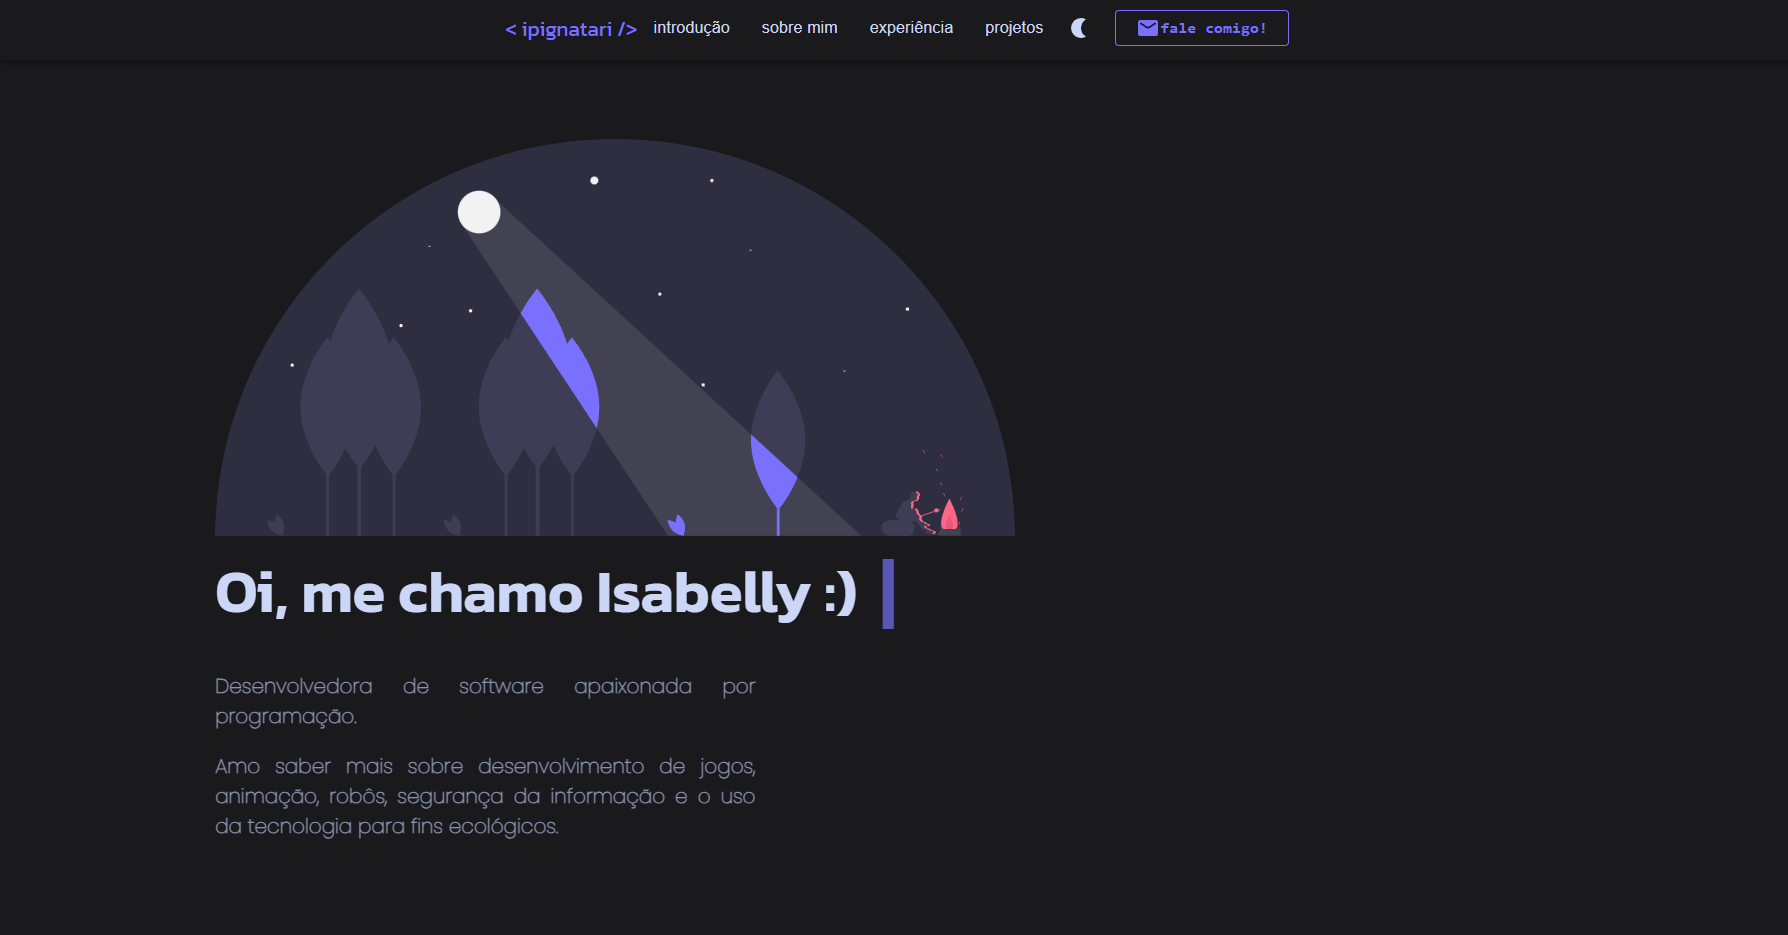 < ipignatari /> introdução sobre mim experiência projetos fale comigo!
Oi, me chamo Isabelly :)
Desenvolvedora de software apaixonada por
programação.
Amo saber mais sobre desenvolvimento de jogos,
animação, robôs, segurança da informação e o uso
da tecnologia para fins ecológicos.